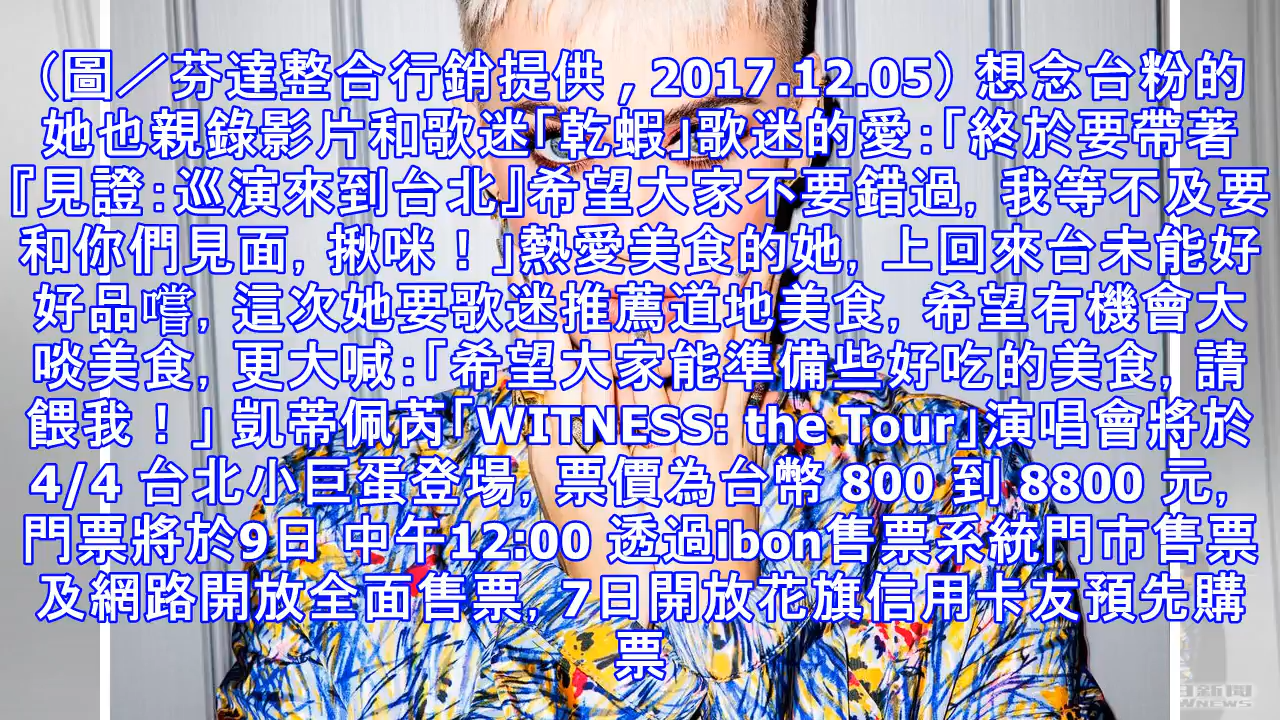 （圖／芬達整合行銷提供 , 2017.12.05）想念台粉的
她也親錄影片和歌迷「乾蝦」歌迷的愛：「終於要帶著
『見證：巡演來到台北』希望大家不要錯過, 我等不及要
和你們見面, 揪咪！」熱愛美食的她, 上回來台未能好
好品嚐, 這次她要歌迷推薦道地美食, 希望有機會大
啖美食, 更大喊：「希望大家能準備些好吃的美食, 請
餵我！」凱蒂佩芮「WITNESS: the Tour」演唱會將於
4/4 台北小巨蛋登場, 票價為台幣 800 到 8800 元,
門票將於9日 中午12:00 透過ibon售票系統門市售票
及網路開放全面售票, 7日開放花旗信用卡友預先購
票
日新聞
WNEWS